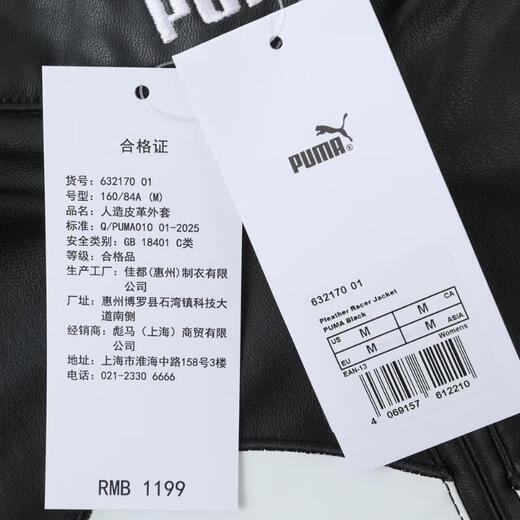 PUMA
合格证
货号: 632170 01
号型: 160/84A (M)
品名: 人造皮革外套
标准: Q/PUMA010 01-2025
安全类别: GB 18401 C类
等级: 合格品
生产工厂: 佳都(惠州)制衣有限
公司
厂址: 惠州博罗县石湾镇科技大
道南侧
经销商: 彪马(上海)商贸有限
公司
地址: 上海市淮海中路158号3楼
电话: 021-2330 6666
RMB 1199
PUMA
632170 01
Pleather Racer Jacket
PUMA Black
US M M CA
EU M M ASIA
EAN-13 Womens
4 069157 612210